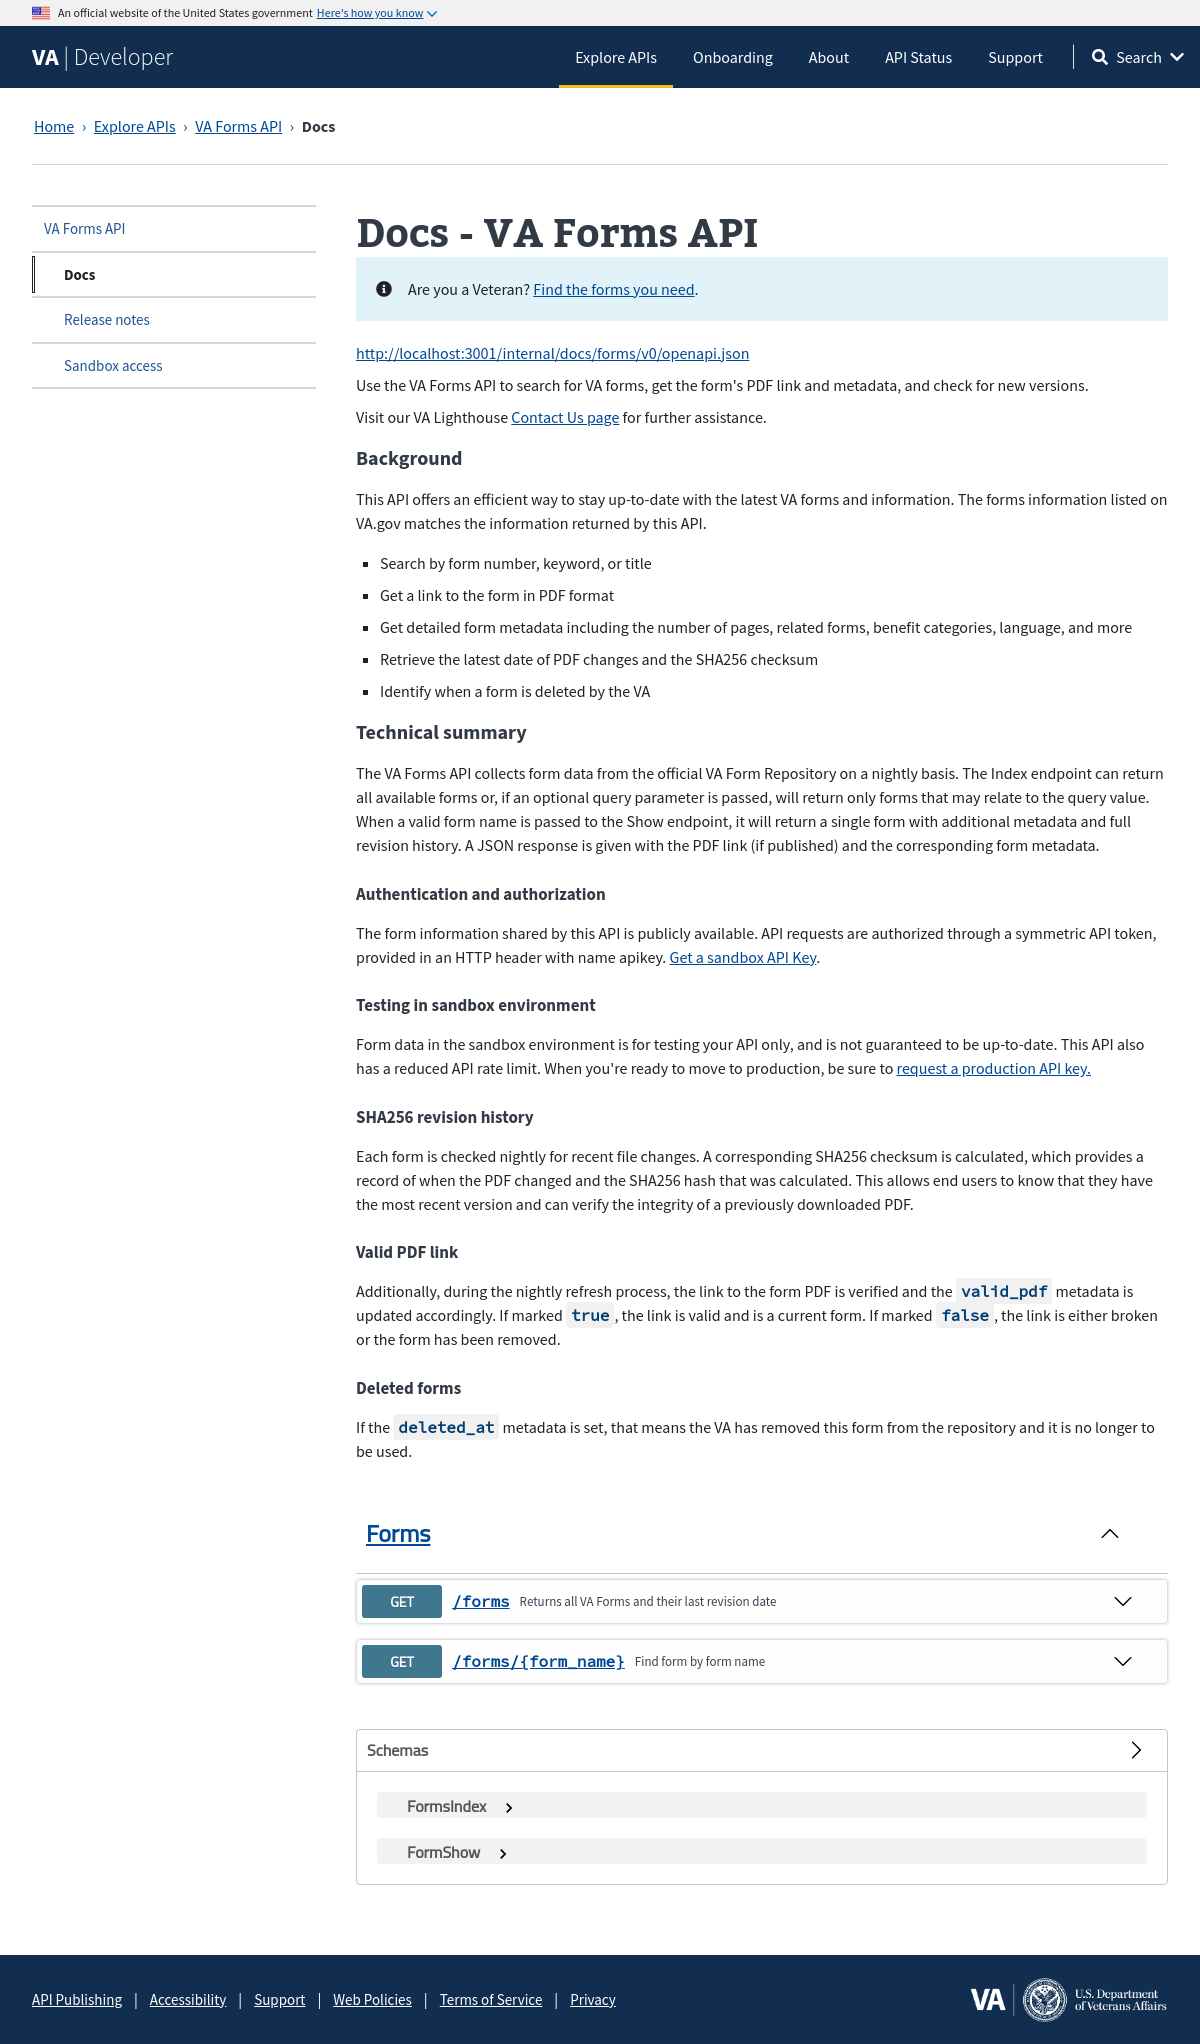 An official website of the United States government Here's how you know
VA | Developer
Explore APIs Onboarding About API Status Support Search
Home › Explore APIs › VA Forms API › Docs
VA Forms API
Docs
Release notes
Sandbox access
Docs - VA Forms API
Are you a Veteran? Find the forms you need.
http://localhost:3001/internal/docs/forms/v0/openapi.json
Use the VA Forms API to search for VA forms, get the form's PDF link and metadata, and check for new versions.
Visit our VA Lighthouse Contact Us page for further assistance.
Background
This API offers an efficient way to stay up-to-date with the latest VA forms and information. The forms information listed on
VA.gov matches the information returned by this API.
Search by form number, keyword, or title
Get a link to the form in PDF format
Get detailed form metadata including the number of pages, related forms, benefit categories, language, and more
Retrieve the latest date of PDF changes and the SHA256 checksum
Identify when a form is deleted by the VA
Technical summary
The VA Forms API collects form data from the official VA Form Repository on a nightly basis. The Index endpoint can return
all available forms or, if an optional query parameter is passed, will return only forms that may relate to the query value.
When a valid form name is passed to the Show endpoint, it will return a single form with additional metadata and full
revision history. A JSON response is given with the PDF link (if published) and the corresponding form metadata.
Authentication and authorization
The form information shared by this API is publicly available. API requests are authorized through a symmetric API token,
provided in an HTTP header with name apikey. Get a sandbox API Key.
Testing in sandbox environment
Form data in the sandbox environment is for testing your API only, and is not guaranteed to be up-to-date. This API also
has a reduced API rate limit. When you're ready to move to production, be sure to request a production API key.
SHA256 revision history
Each form is checked nightly for recent file changes. A corresponding SHA256 checksum is calculated, which provides a
record of when the PDF changed and the SHA256 hash that was calculated. This allows end users to know that they have
the most recent version and can verify the integrity of a previously downloaded PDF.
Valid PDF link
Additionally, during the nightly refresh process, the link to the form PDF is verified and the valid_pdf metadata is
updated accordingly. If marked true, the link is valid and is a current form. If marked false, the link is either broken
or the form has been removed.
Deleted forms
If the deleted_at metadata is set, that means the VA has removed this form from the repository and it is no longer to
be used.
Forms
GET /forms Returns all VA Forms and their last revision date
GET /forms/{form_name} Find form by form name
Schemas
FormsIndex
FormShow
API Publishing | Accessibility | Support | Web Policies | Terms of Service | Privacy
VA | U.S. Department
of Veterans Affairs